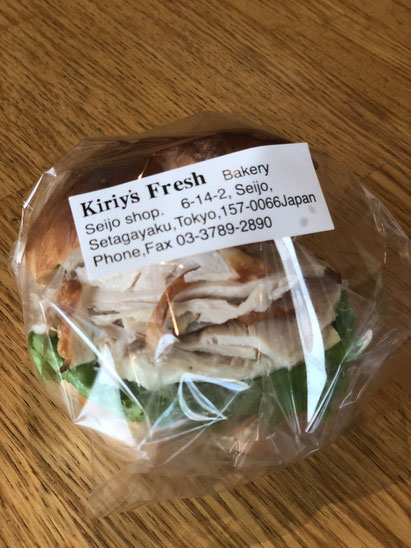 Kiriy's Fresh Bakery
Seijo shop. 6-14-2, Seijo,
Setagayaku,Tokyo,157-0066Japan
Phone,Fax 03-3789-2890